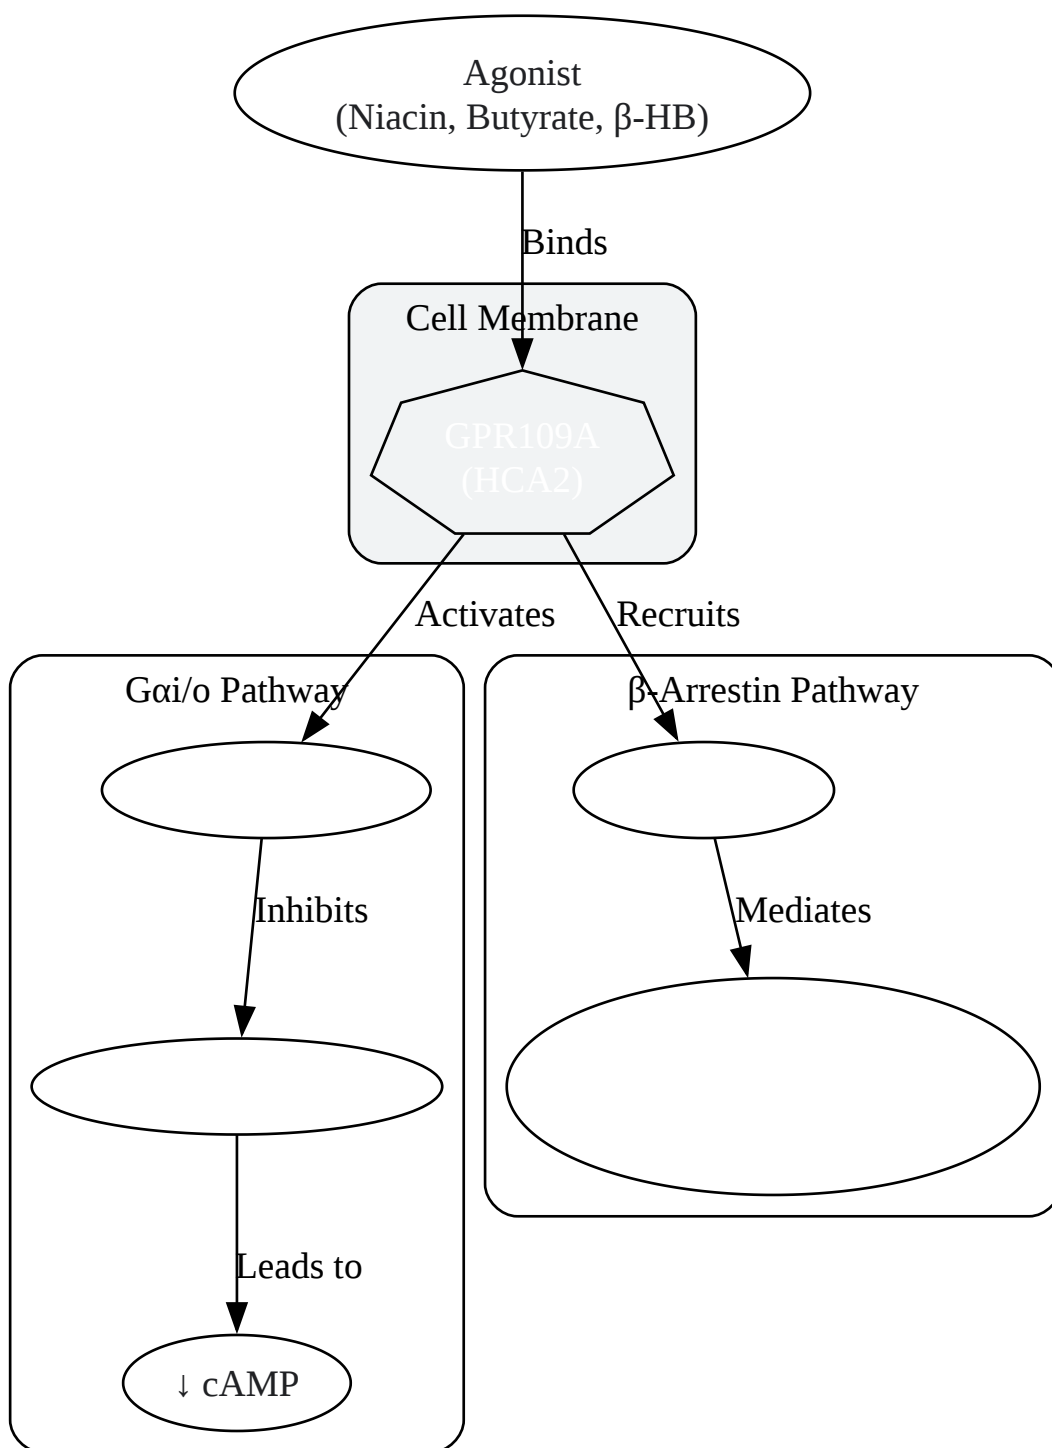 Agonist
(Niacin, Butyrate, β-HB)
Binds
Cell Membrane
GPR109A
(HCA2)
Activates
Recruits
Gαi/o Pathway
β-Arrestin Pathway
Inhibits
Mediates
Leads to
↓ cAMP